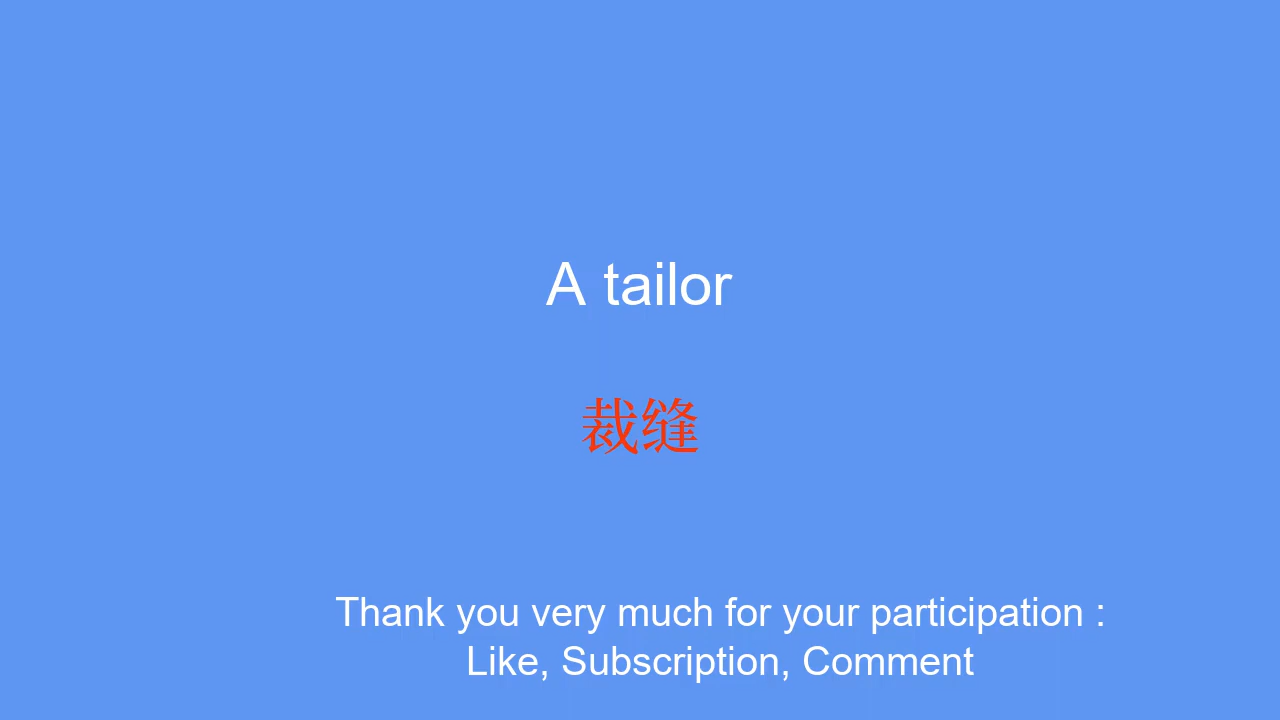 A tailor
裁缝
Thank you very much for your participation :
Like, Subscription, Comment